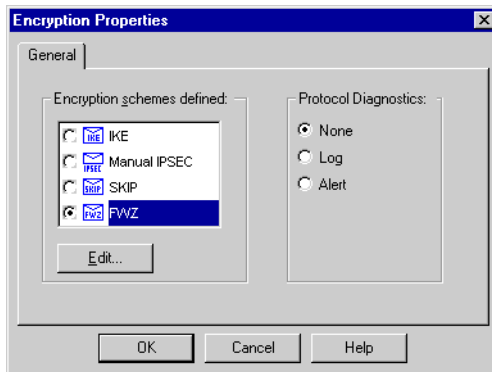 Encryption Properties
General
Encryption schemes defined:
IKE IKE
IPSEC Manual IPSEC
SKIP SKIP
FWZ FWZ
Edit...
Protocol Diagnostics:
None
Log
Alert
OK
Cancel
Help